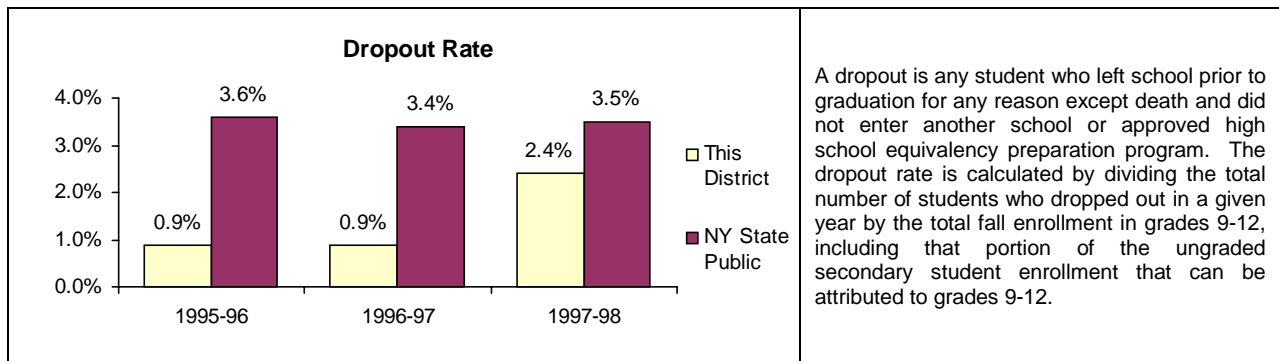 Dropout Rate
4.0%
3.0%
2.0%
1.0%
0.0%
0.9%
3.6%
0.9%
3.4%
2.4%
3.5%
1995-96
1996-97
1997-98
This
District
NY State
Public
A dropout is any student who left school prior to
graduation for any reason except death and did
not enter another school or approved high
school equivalency preparation program. The
dropout rate is calculated by dividing the total
number of students who dropped out in a given
year by the total fall enrollment in grades 9-12,
including that portion of the ungraded
secondary student enrollment that can be
attributed to grades 9-12.